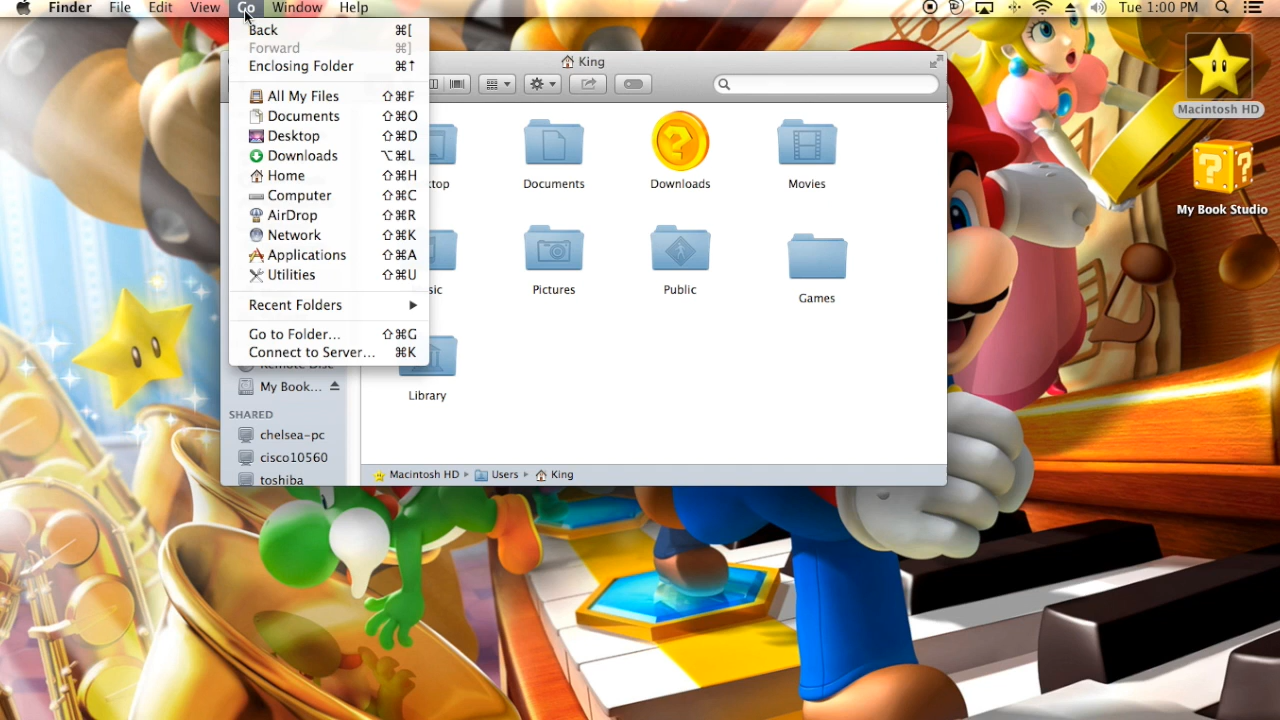 Finder File Edit View Go Window Help Tue 1:00 PM
Back ⌘[
Forward ⌘]
Enclosing Folder ⌘↑
All My Files ⇧⌘F
Documents ⇧⌘O
Desktop ⇧⌘D
Downloads ⌥⌘L
Home ⇧⌘H
Computer ⇧⌘C
AirDrop ⇧⌘R
Network ⇧⌘K
Applications ⇧⌘A
Utilities ⇧⌘U
Recent Folders
Go to Folder... ⇧⌘G
Connect to Server... ⌘K
My Book...
SHARED
chelsea-pc
cisco10560
toshiba
King
ktop Documents Downloads Movies
sic Pictures Public Games
Library
Macintosh HD Users King
Macintosh HD
My Book Studio